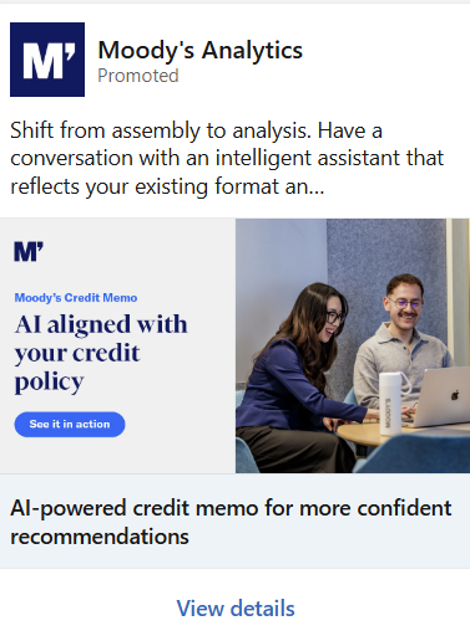 M'
Moody's Analytics
Promoted
Shift from assembly to analysis. Have a
conversation with an intelligent assistant that
reflects your existing format an...
M'
Moody's Credit Memo
AI aligned with
your credit
policy
See it in action
MOODY'S
AI-powered credit memo for more confident
recommendations
View details